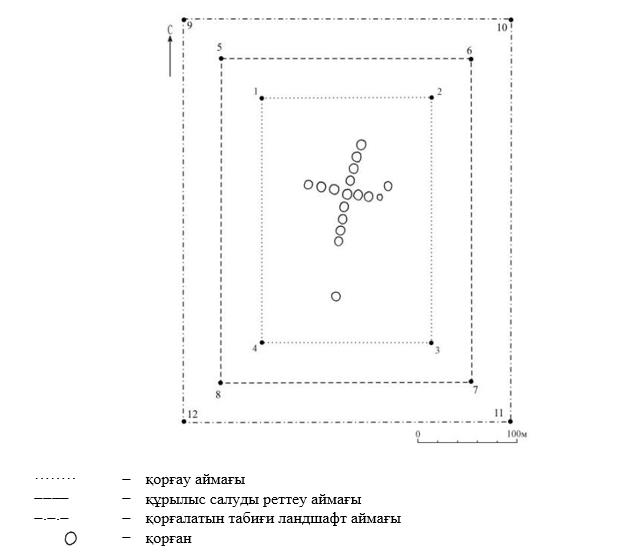 9 10
С
5 6
1 2
4 3
8 7
12 11
0 100м
– қорғау аймағы
– құрылыс салуды реттеу аймағы
– қорғалатын табиғи ландшафт аймағы
– қорған